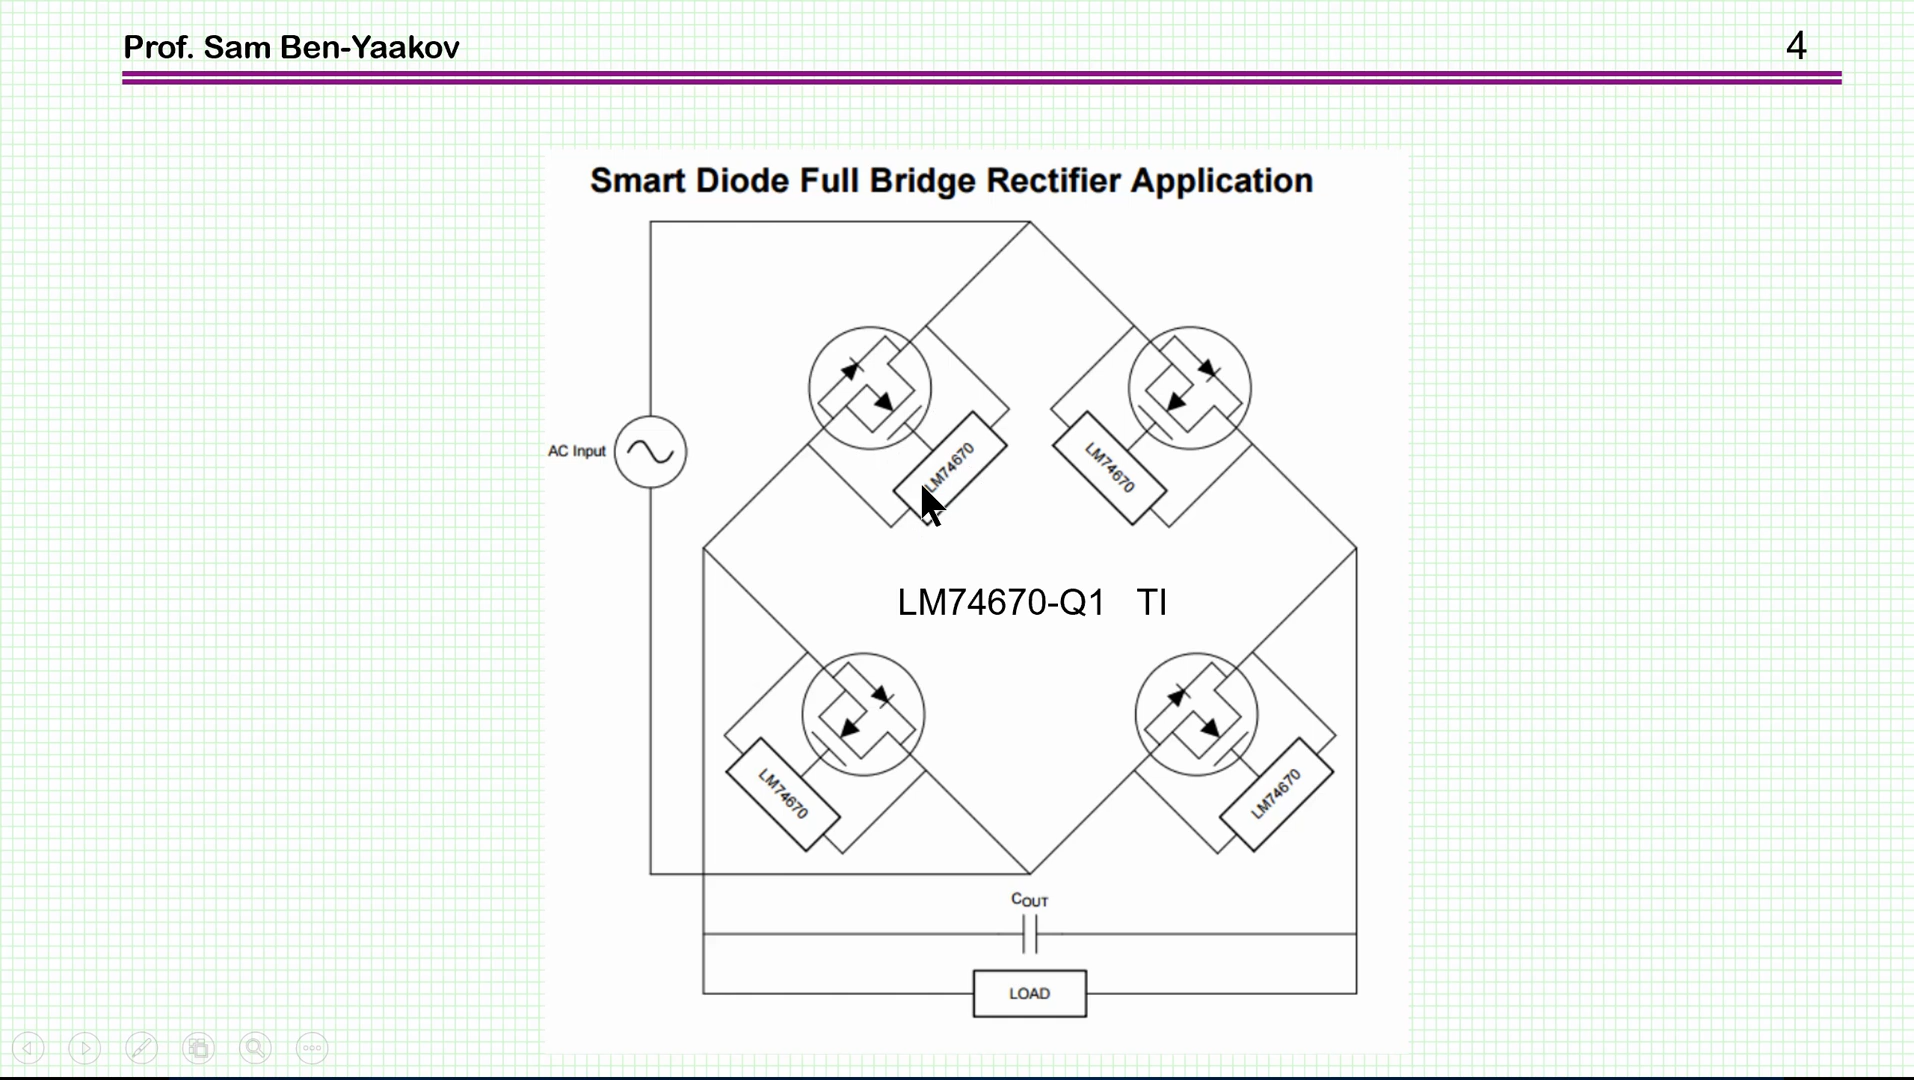 Prof. Sam Ben-Yaakov
4
Smart Diode Full Bridge Rectifier Application
AC Input
LM74670
LM74670
LM74670-Q1 TI
LM74670
LM74670
COUT
LOAD